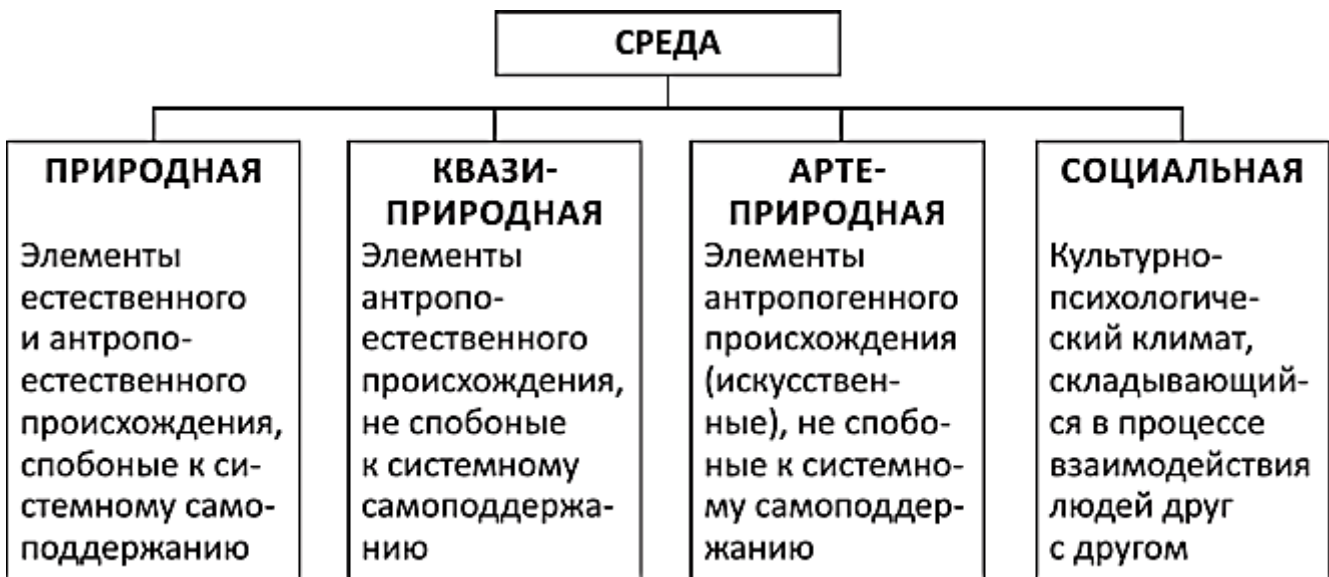 СРЕДА
ПРИРОДНАЯ
Элементы
естественного
и антропо-
естественного
происхождения,
спобоные к си-
стемному само-
поддержанию
КВАЗИ-
ПРИРОДНАЯ
Элементы
антропо-
естественного
происхождения,
не спобоные
к системному
самоподдержа-
нию
АРТЕ-
ПРИРОДНАЯ
Элементы
антропогенного
происхождения
(искусствен-
ные), не спобо-
ные к системно-
му самоподдер-
жанию
СОЦИАЛЬНАЯ
Культурно-
психологиче-
ский климат,
складывающий-
ся в процессе
взаимодействия
людей друг
с другом